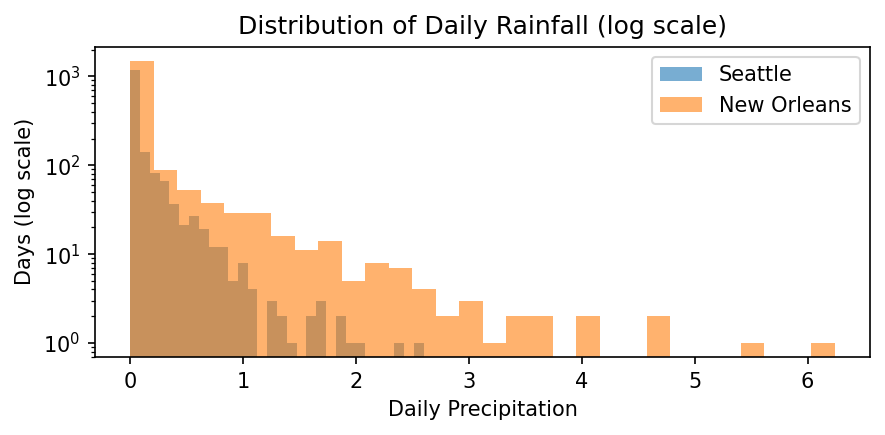 Distribution of Daily Rainfall (log scale)
Seattle
New Orleans
Days (log scale)
10³
10²
10¹
10⁰
0 1 2 3 4 5 6
Daily Precipitation